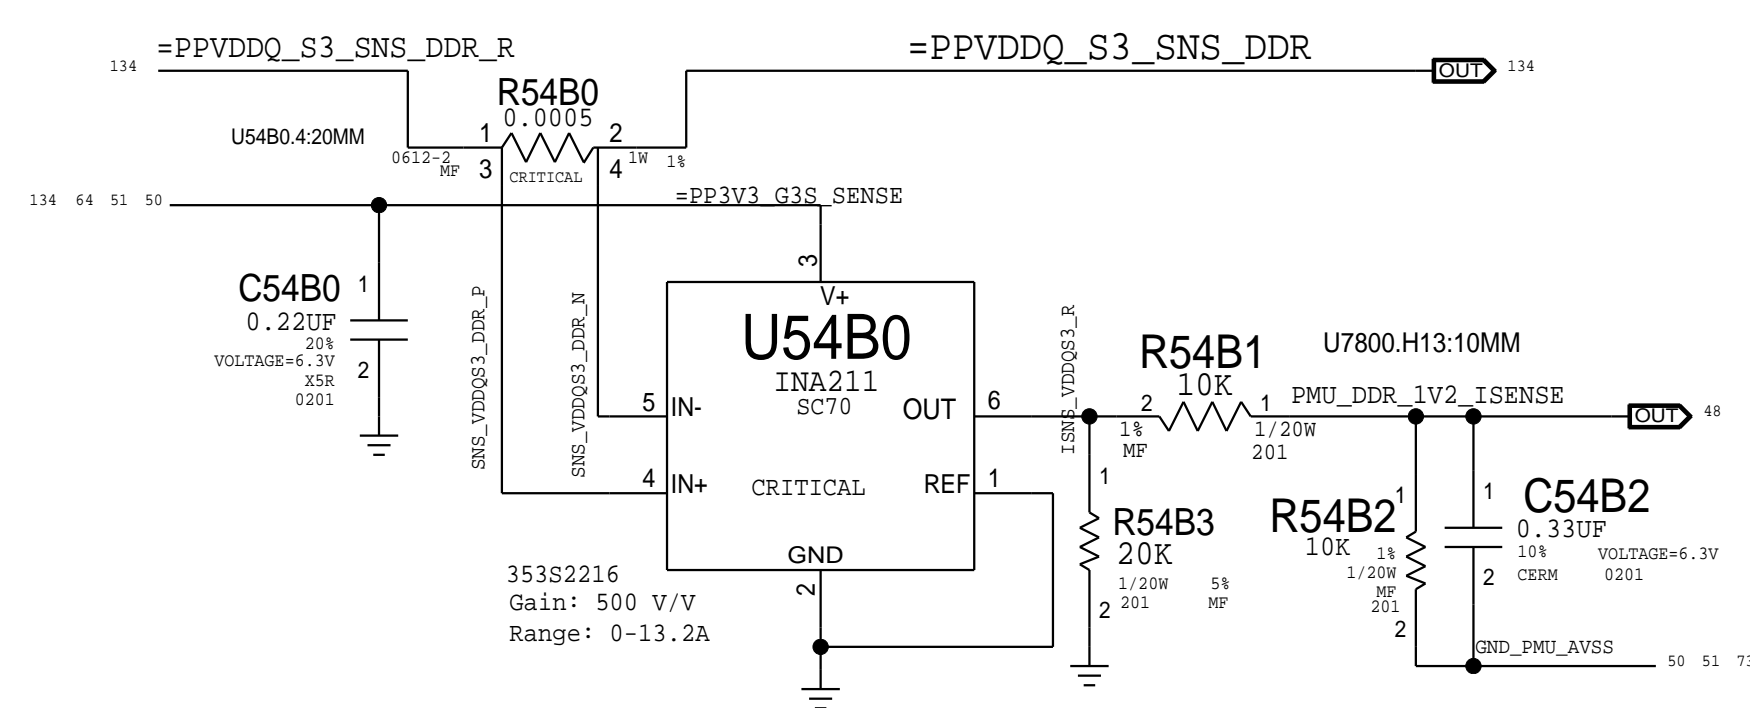 =PPVDDQ_S3_SNS_DDR_R
=PPVDDQ_S3_SNS_DDR
134
OUT 134
R54B0
0.0005
U54B0.4:20MM
1 2
0612-2 1W 1%
MF
3 4
CRITICAL
134 64 51 50
=PP3V3_G3S_SENSE
3
C54B0 1
0.22UF
20%
VOLTAGE=6.3V
X5R
0201
2
SNS_VDDQS3_DDR_P
SNS_VDDQS3_DDR_N
V+
U54B0
INA211
SC70
5 IN-
OUT 6
4 IN+
REF 1
CRITICAL
GND
2
353S2216
Gain: 500 V/V
Range: 0-13.2A
ISNS_VDDQS3_R
R54B1
10K
2 1
1%
MF
1/20W
201
U7800.H13:10MM
PMU_DDR_1V2_ISENSE
OUT 48
1
R54B3
20K
1/20W 5%
201 MF
2
R54B2 1
10K 1%
1/20W
MF
201
2
1 C54B2
0.33UF
10% VOLTAGE=6.3V
CERM 0201
2
GND_PMU_AVSS
50 51 73